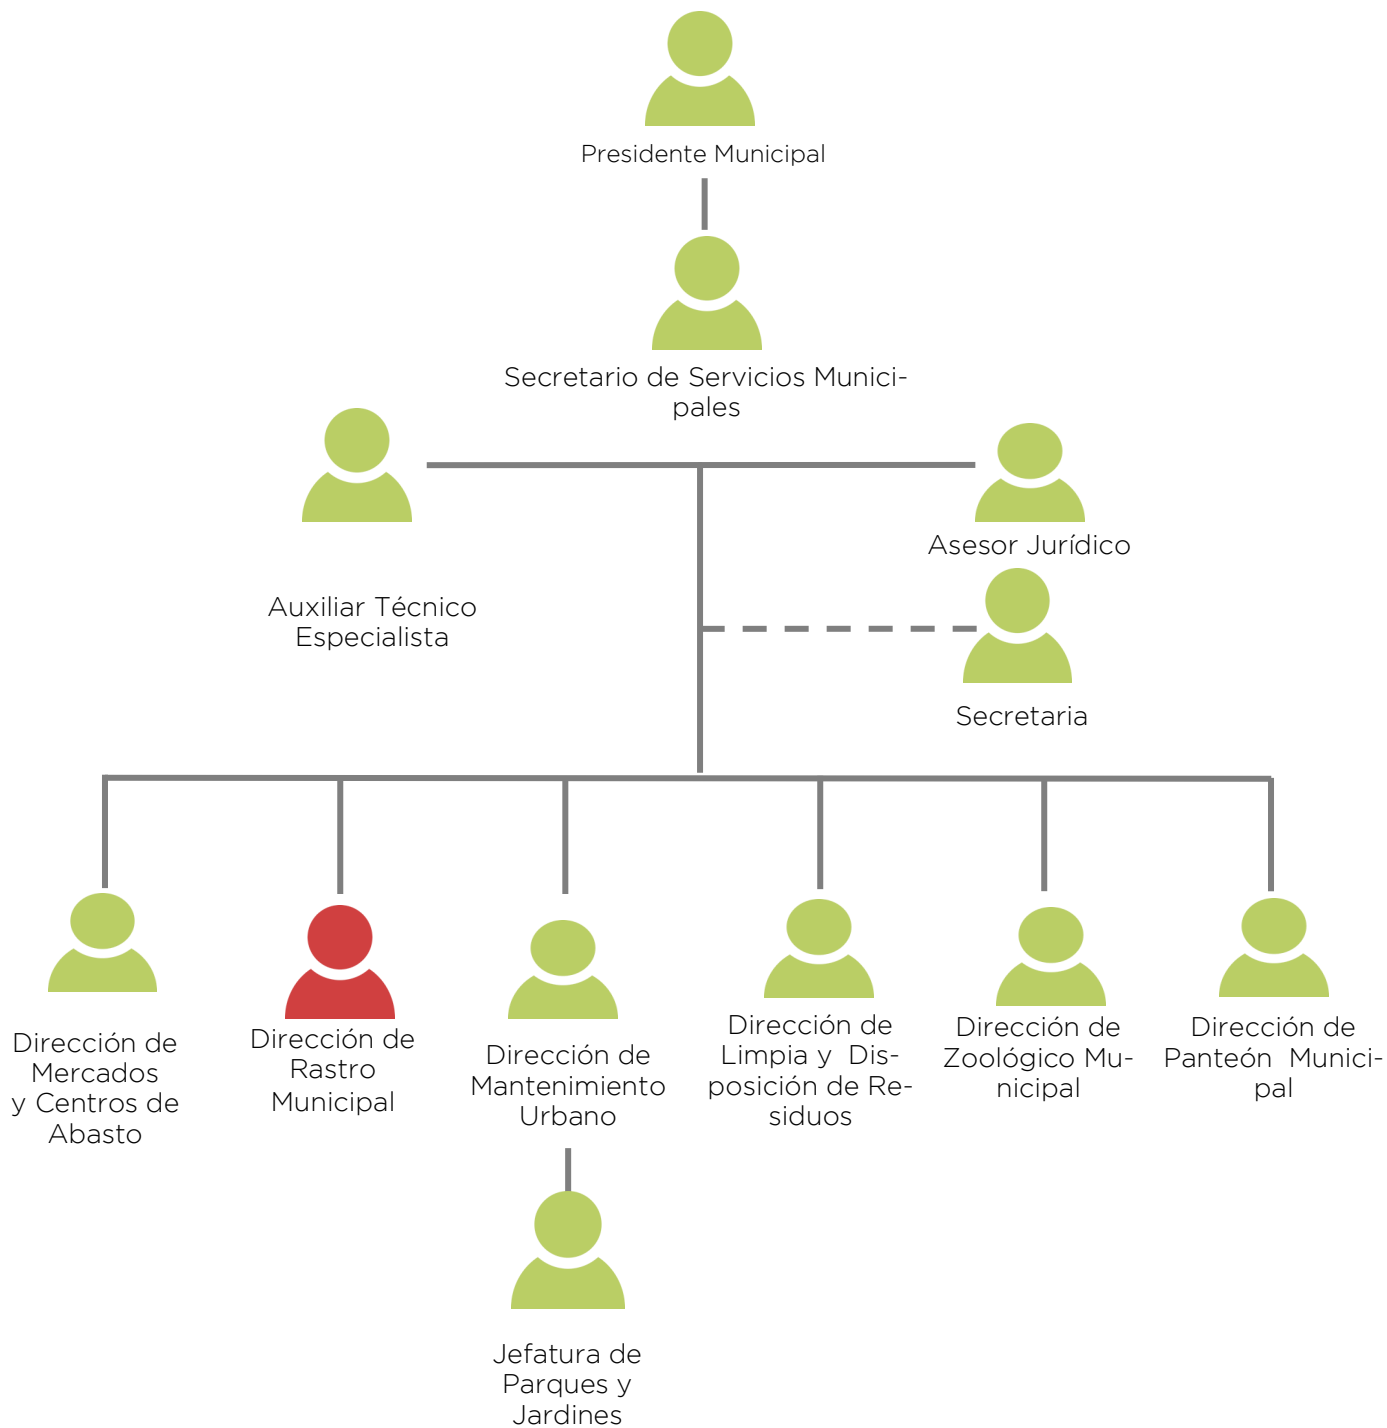 Presidente Municipal
Secretario de Servicios Munici-
pales
Asesor Jurídico
Auxiliar Técnico
Especialista
Secretaria
Dirección de
Mercados
y Centros de
Abasto
Dirección de
Rastro
Municipal
Dirección de
Mantenimiento
Urbano
Dirección de
Limpia y  Dis-
posición de Re-
siduos
Dirección de
Zoológico Mu-
nicipal
Dirección de
Panteón  Munici-
pal
Jefatura de
Parques y
Jardines